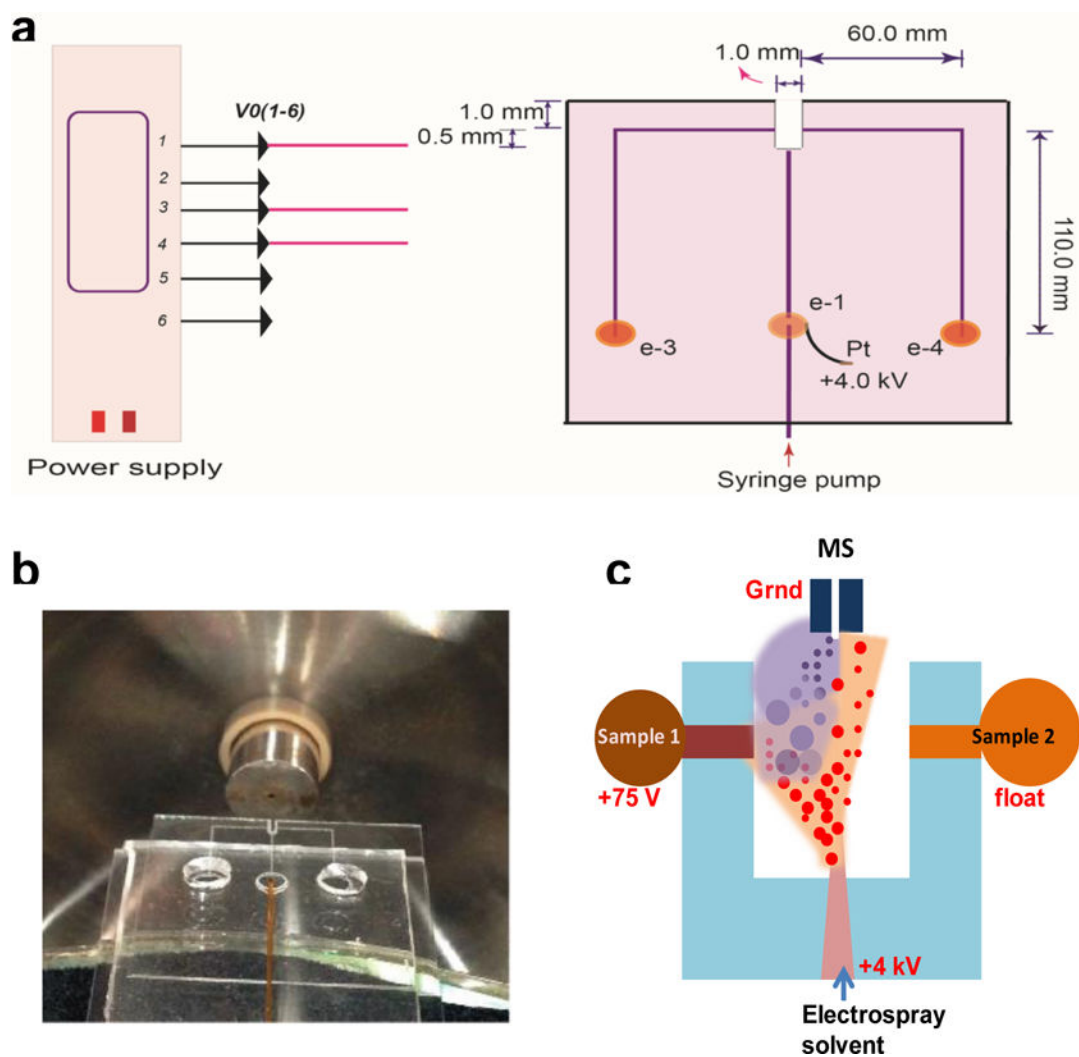 a
V0(1-6)
1
2
3
4
5
6
Power supply
60.0 mm
1.0 mm
1.0 mm
0.5 mm
110.0 mm
e-1
e-3
Pt
e-4
+4.0 kV
Syringe pump
b
c
MS
Grnd
Sample 1
Sample 2
+75 V
float
+4 kV
Electrospray
solvent